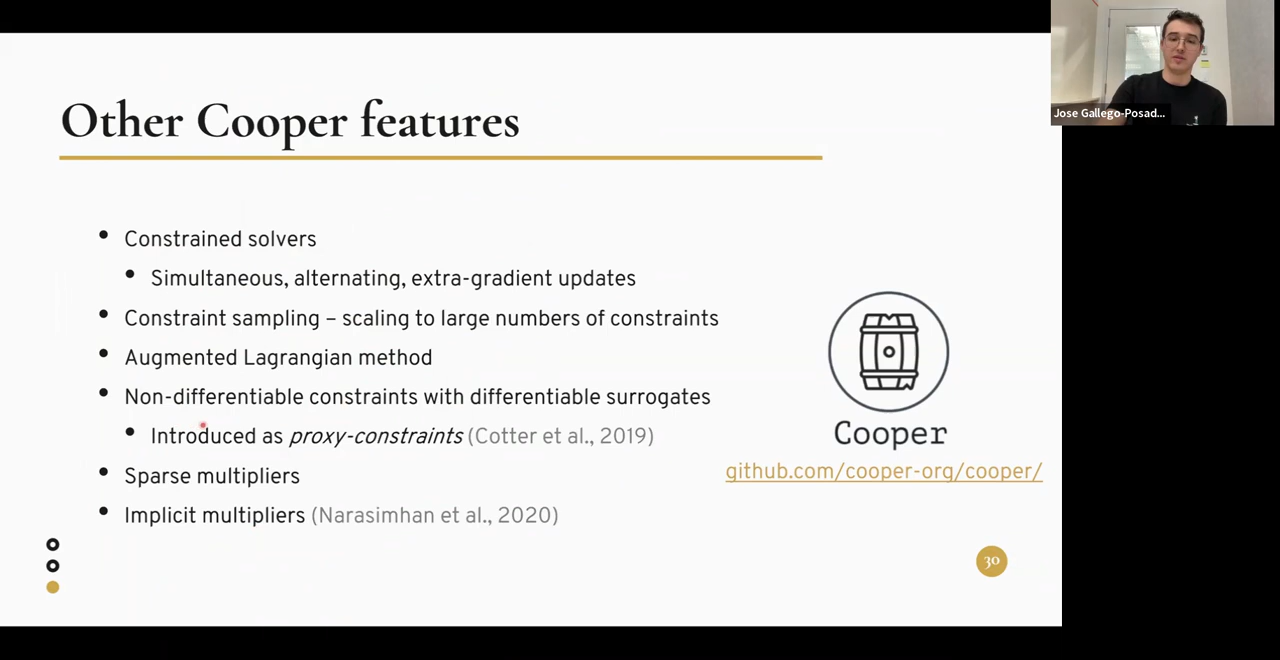 Other Cooper features
Constrained solvers
Simultaneous, alternating, extra-gradient updates
Constraint sampling – scaling to large numbers of constraints
Augmented Lagrangian method
Non-differentiable constraints with differentiable surrogates
Introduced as proxy-constraints (Cotter et al., 2019)
Sparse multipliers
Implicit multipliers (Narasimhan et al., 2020)
Cooper
github.com/cooper-org/cooper/
30
Jose Gallego-Posad...